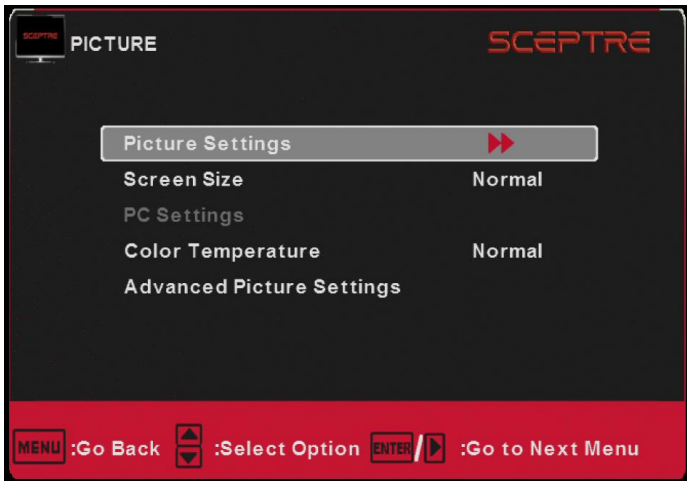 SCEPTRE
PICTURE
SCEPTRE
Picture Settings
Screen Size Normal
PC Settings
Color Temperature Normal
Advanced Picture Settings
MENU :Go Back :Select Option ENTER/ :Go to Next Menu